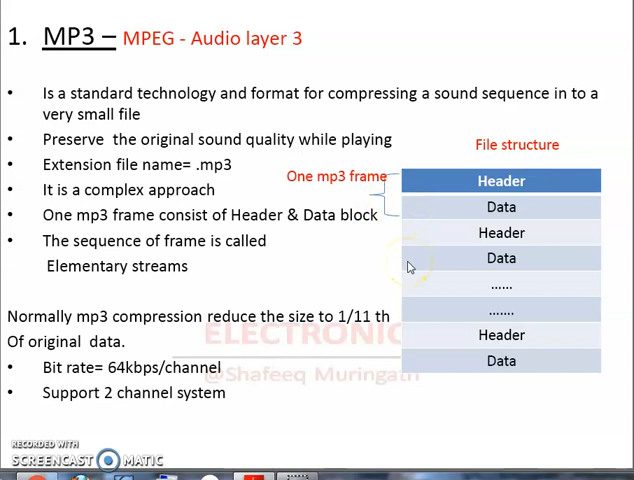 1. MP3 – MPEG - Audio layer 3
• Is a standard technology and format for compressing a sound sequence in to a
very small file
• Preserve the original sound quality while playing
• Extension file name= .mp3
• It is a complex approach
• One mp3 frame consist of Header & Data block
• The sequence of frame is called
Elementary streams
Normally mp3 compression reduce the size to 1/11 th
Of original data.
• Bit rate= 64kbps/channel
• Support 2 channel system
File structure
One mp3 frame
Header
Data
Header
Data
......
.......
Header
Data
ELECTRONIC
@Shafeeq Muringath
RECORDED WITH
SCREENCAST MATIC